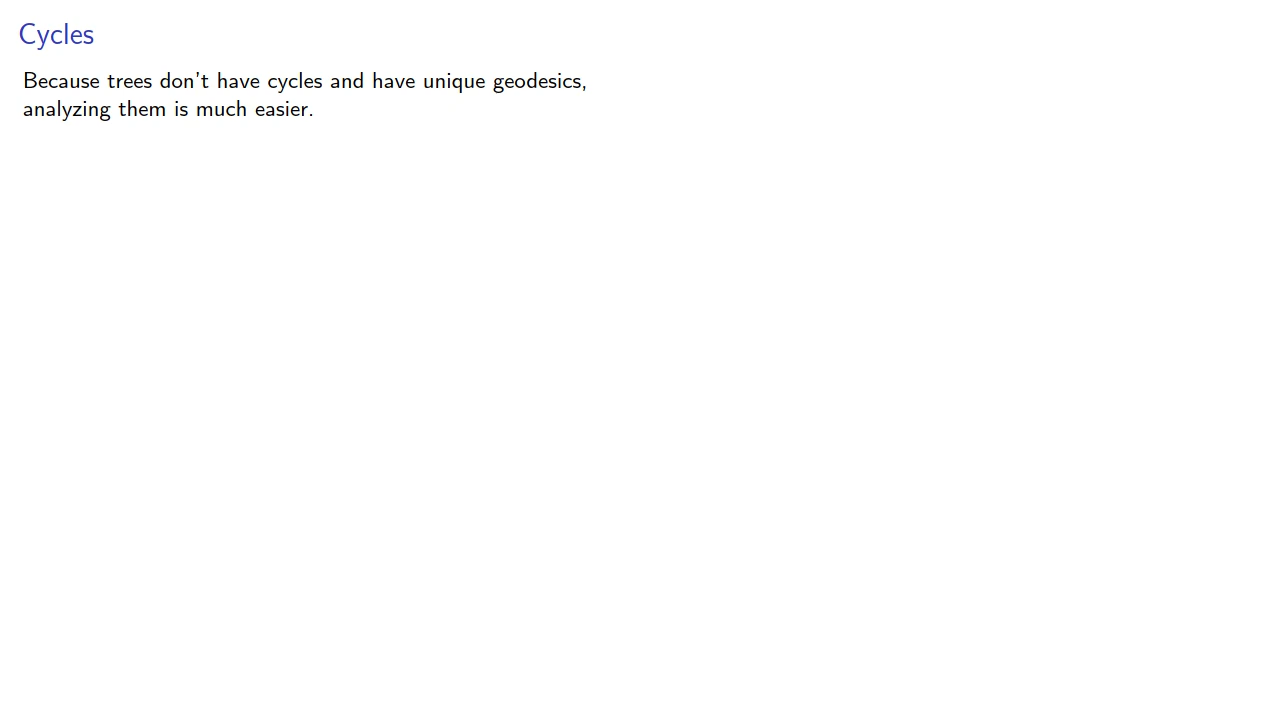 Cycles
Because trees don't have cycles and have unique geodesics,
analyzing them is much easier.